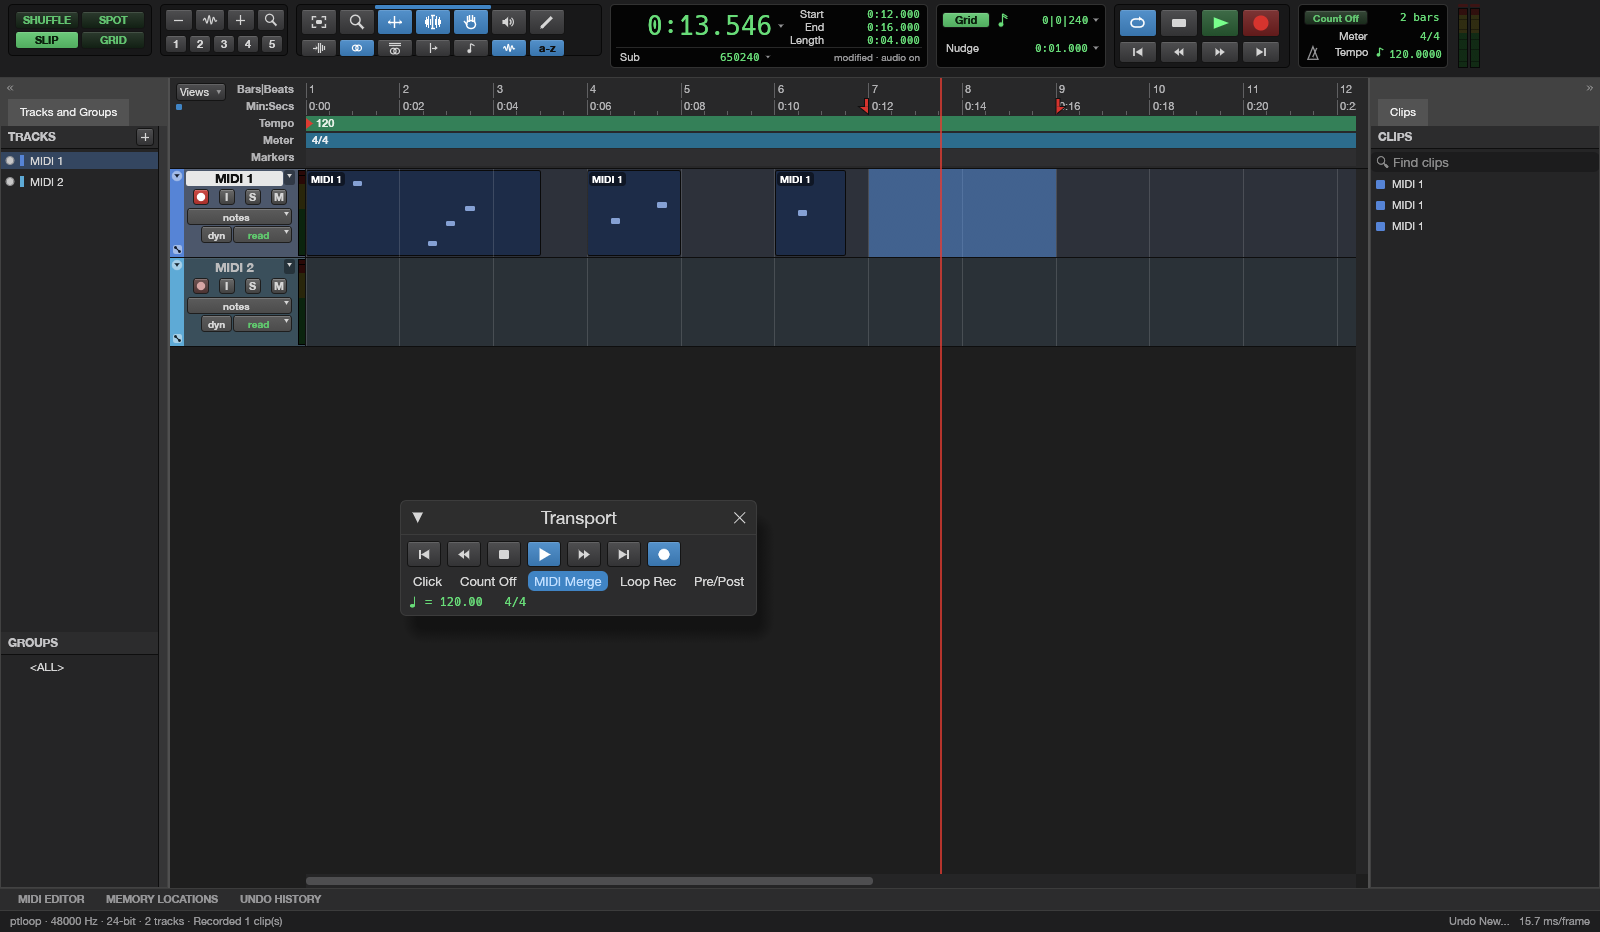 SHUFFLE SPOT
SLIP GRID
1 2 3 4 5
a-z
0:13.546
Start 0:12.000
End 0:16.000
Length 0:04.000
Sub 650240 modified · audio on
Grid 0|0|240
Nudge 0:01.000
Count Off 2 bars
Meter 4/4
Tempo 120.0000
« »
Tracks and Groups
TRACKS +
MIDI 1
MIDI 2
GROUPS
<ALL>
Views
Bars|Beats 1 2 3 4 5 6 7 8 9 10 11 12
Min:Secs 0:00 0:02 0:04 0:06 0:08 0:10 0:12 0:14 0:16 0:18 0:20 0:2
Tempo 120
Meter 4/4
Markers
MIDI 1
I S M
notes
dyn read
MIDI 1 MIDI 1 MIDI 1
MIDI 2
I S M
notes
dyn read
Transport
Click Count Off MIDI Merge Loop Rec Pre/Post
♩ = 120.00 4/4
Clips
CLIPS
Find clips
MIDI 1
MIDI 1
MIDI 1
MIDI EDITOR MEMORY LOCATIONS UNDO HISTORY
ptloop · 48000 Hz · 24-bit · 2 tracks · Recorded 1 clip(s)
Undo New... 15.7 ms/frame